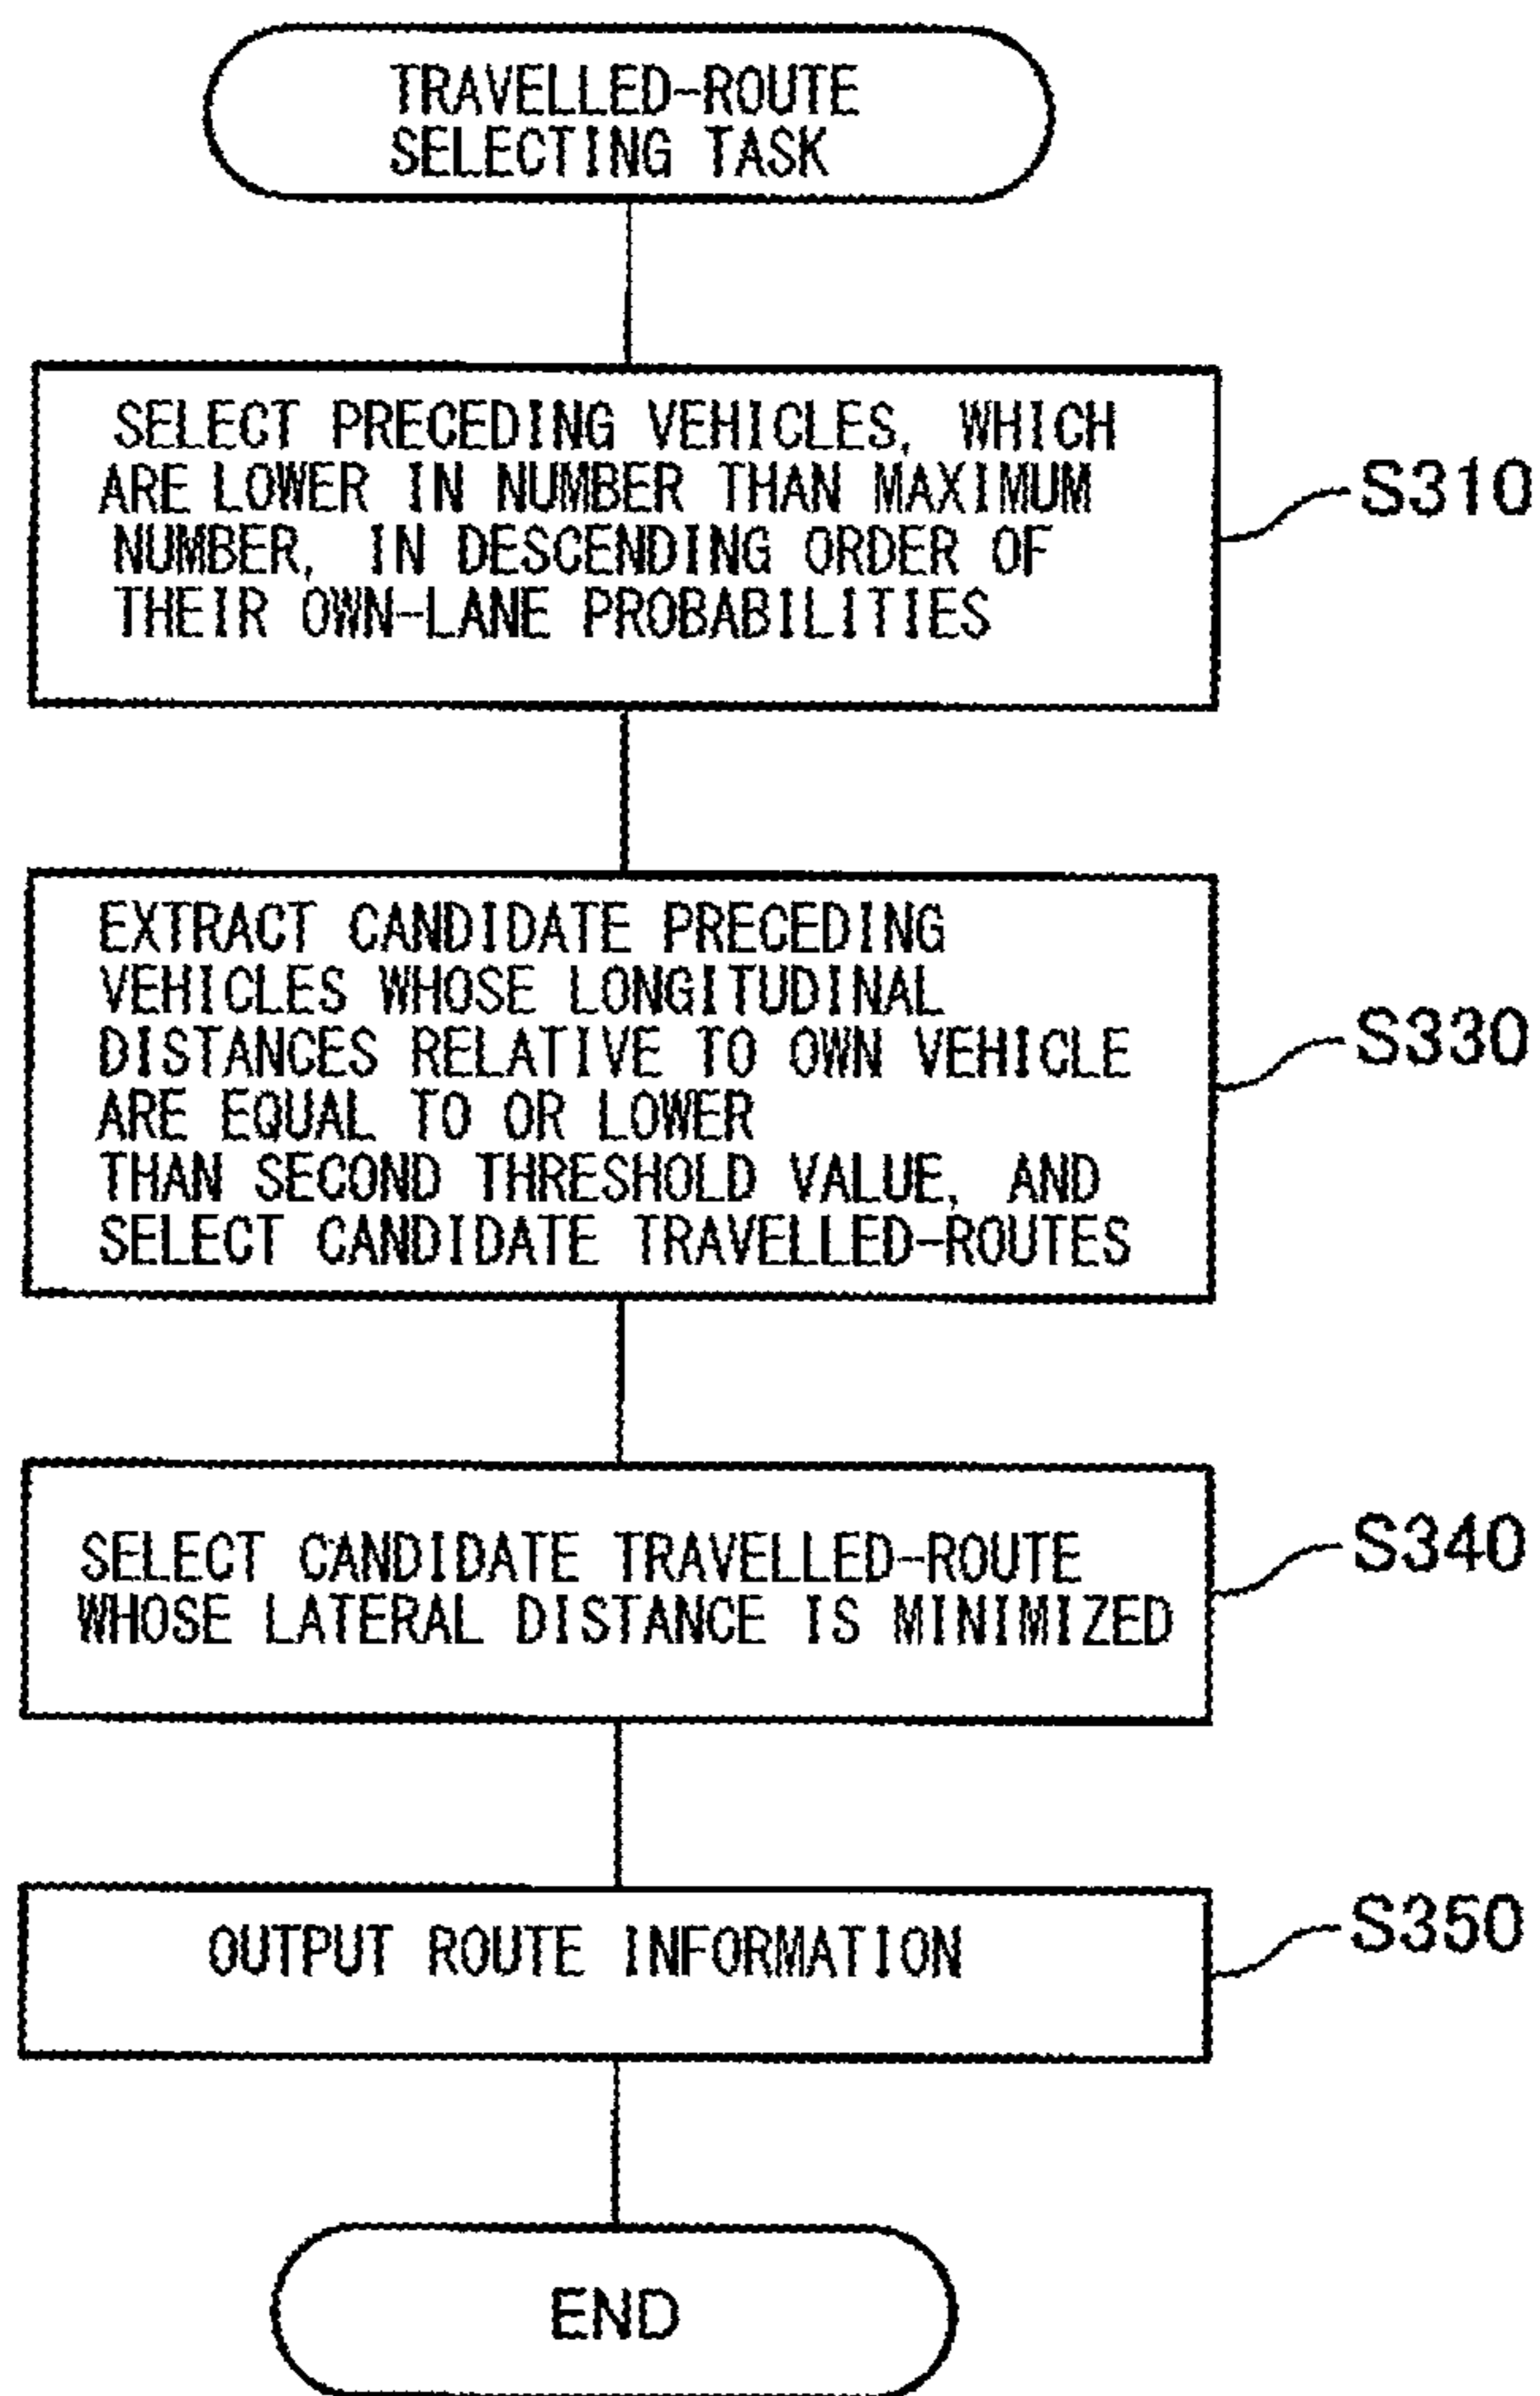 TRAVELLED-ROUTE
SELECTING TASK
SELECT PRECEDING VEHICLES, WHICH
ARE LOWER IN NUMBER THAN MAXIMUM
NUMBER, IN DESCENDING ORDER OF
THEIR OWN-LANE PROBABILITIES
S310
EXTRACT CANDIDATE PRECEDING
VEHICLES WHOSE LONGITUDINAL
DISTANCES RELATIVE TO OWN VEHICLE
ARE EQUAL TO OR LOWER
THAN SECOND THRESHOLD VALUE, AND
SELECT CANDIDATE TRAVELLED-ROUTES
S330
SELECT CANDIDATE TRAVELLED-ROUTE
WHOSE LATERAL DISTANCE IS MINIMIZED
S340
OUTPUT ROUTE INFORMATION
S350
END